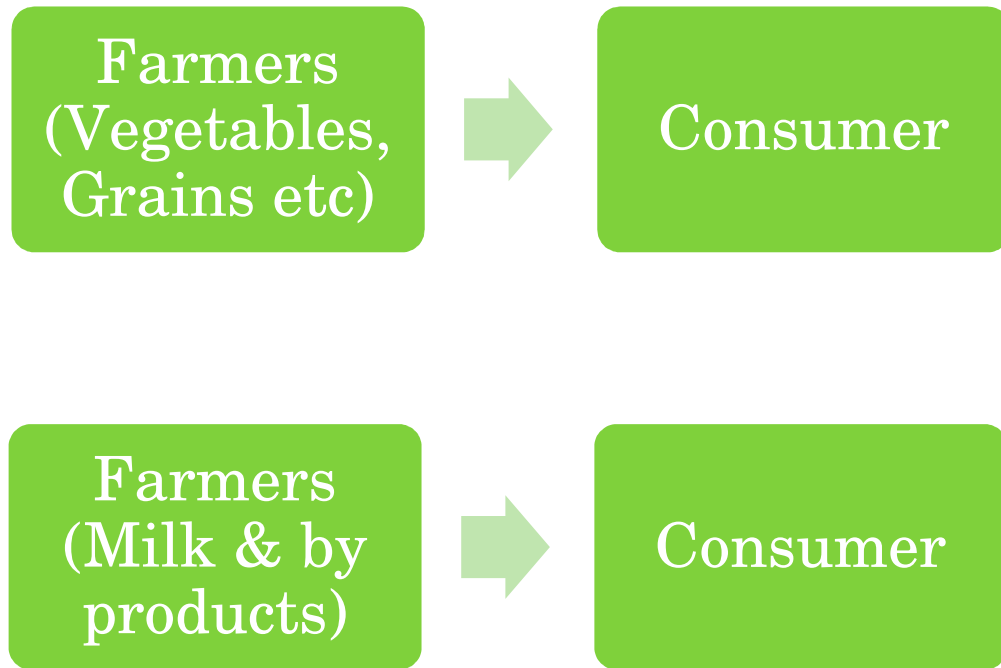 Farmers
(Vegetables,
Grains etc)
Consumer
Farmers
(Milk & by
products)
Consumer